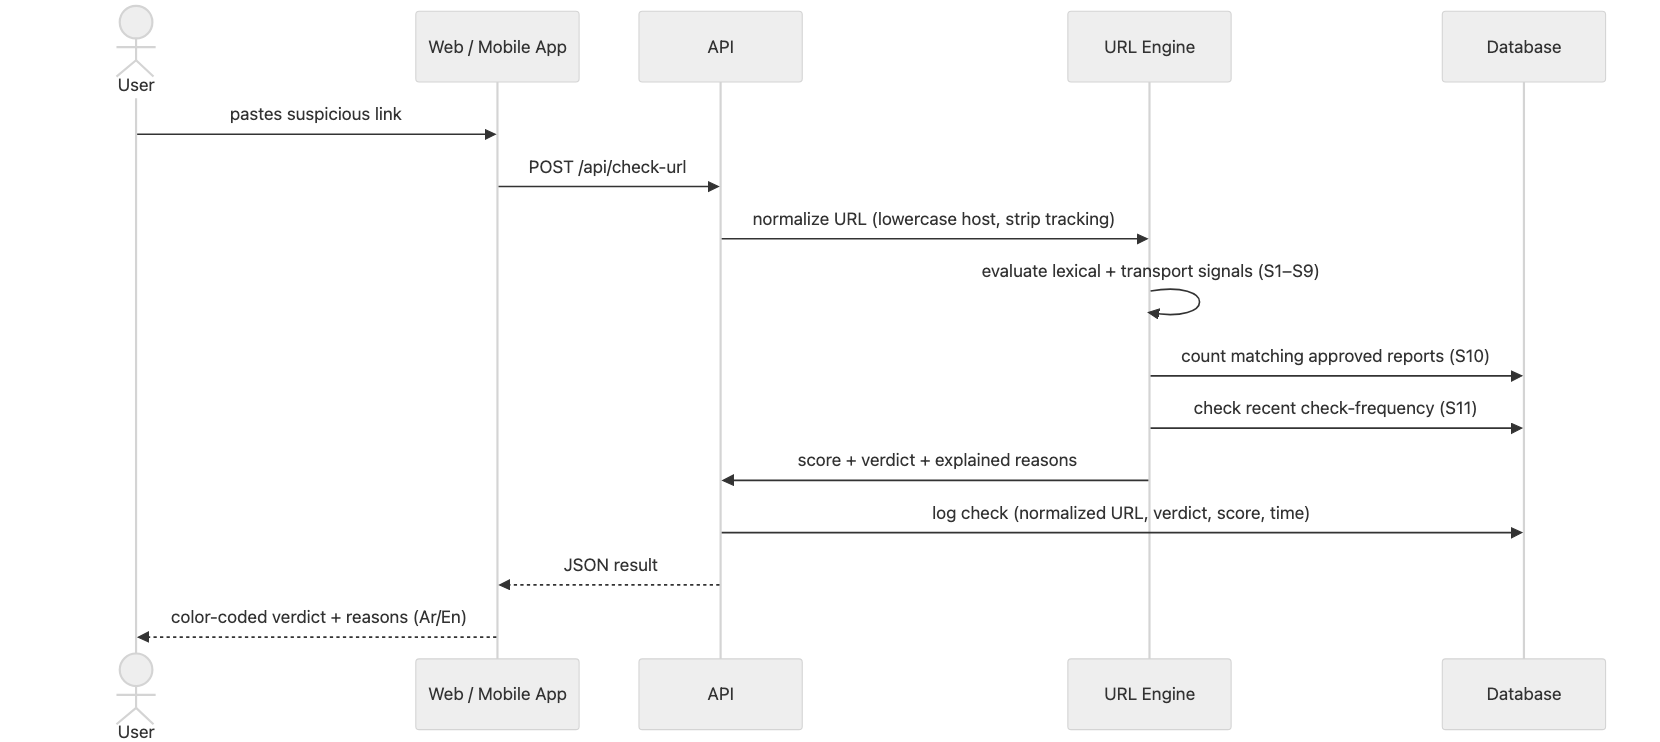 User
Web / Mobile App
API
URL Engine
Database
pastes suspicious link
POST /api/check-url
normalize URL (lowercase host, strip tracking)
evaluate lexical + transport signals (S1–S9)
count matching approved reports (S10)
check recent check-frequency (S11)
score + verdict + explained reasons
log check (normalized URL, verdict, score, time)
JSON result
color-coded verdict + reasons (Ar/En)
User
Web / Mobile App
API
URL Engine
Database